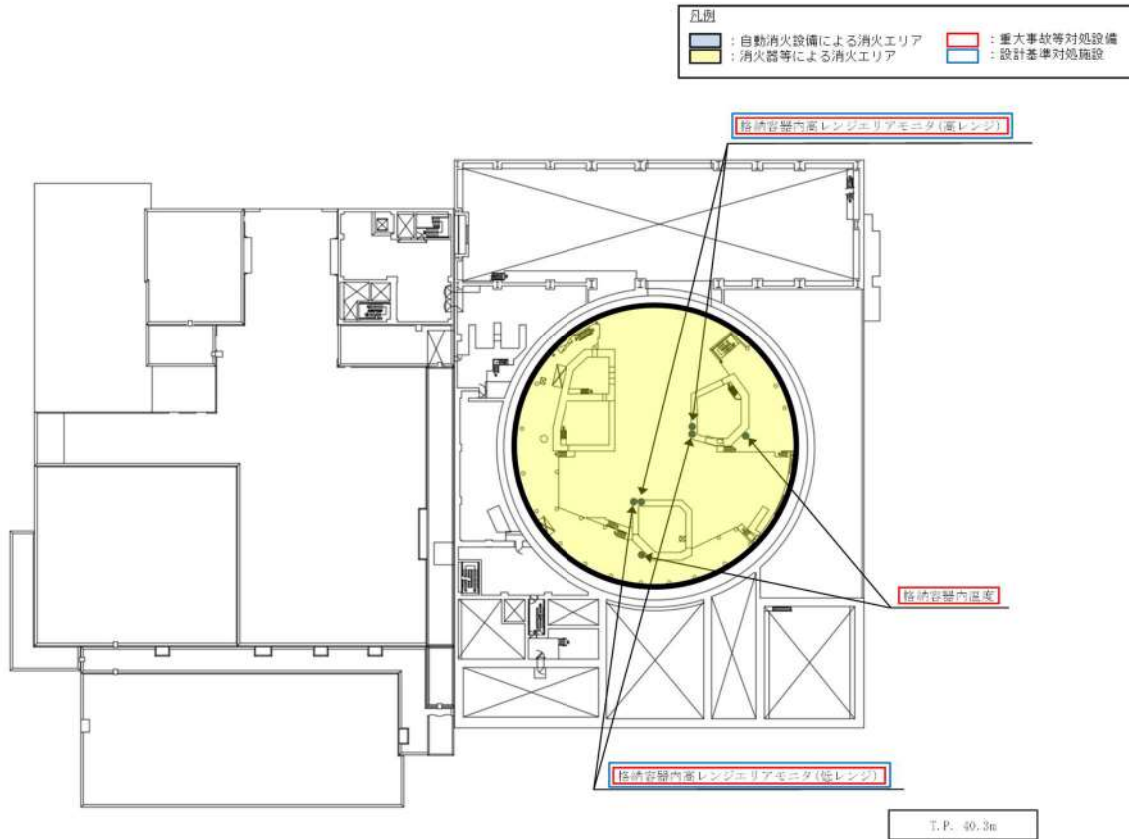 凡例
：自動消火設備による消火エリア
：重大事故等対処設備
：消火器等による消火エリア
：設計基準対処施設
格納容器内高レンジエリアモニタ(高レンジ)
格納容器内温度
格納容器内高レンジエリアモニタ(低レンジ)
T.P. 40.3m